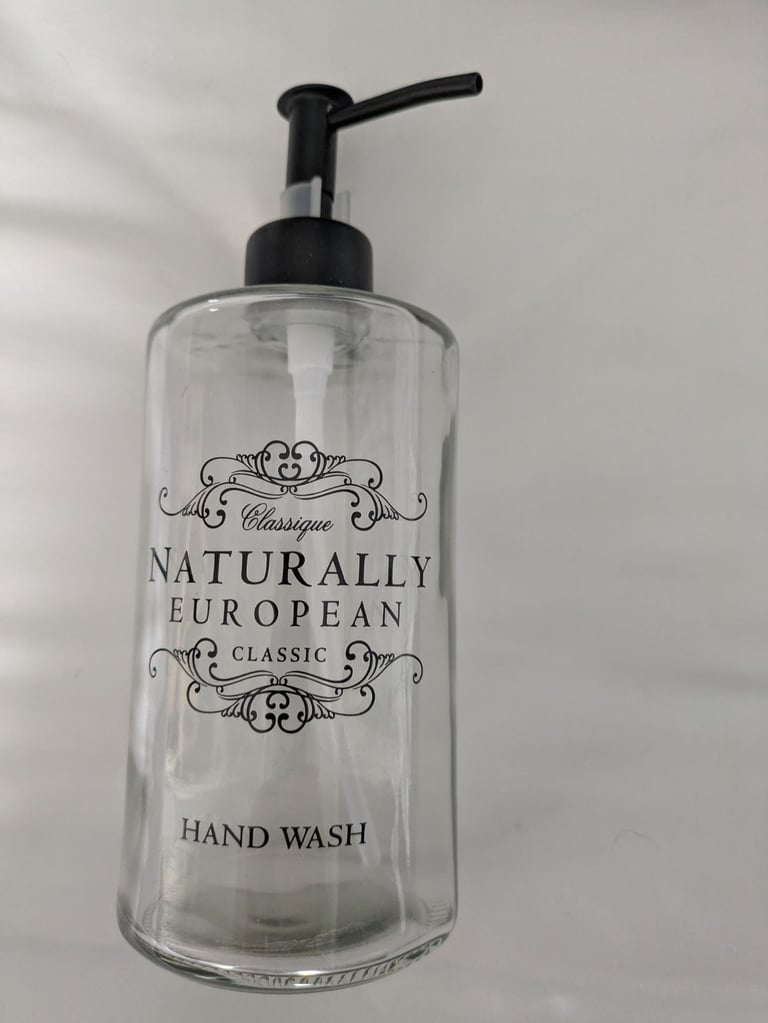 Classique
NATURALLY
EUROPEAN
CLASSIC
HAND WASH